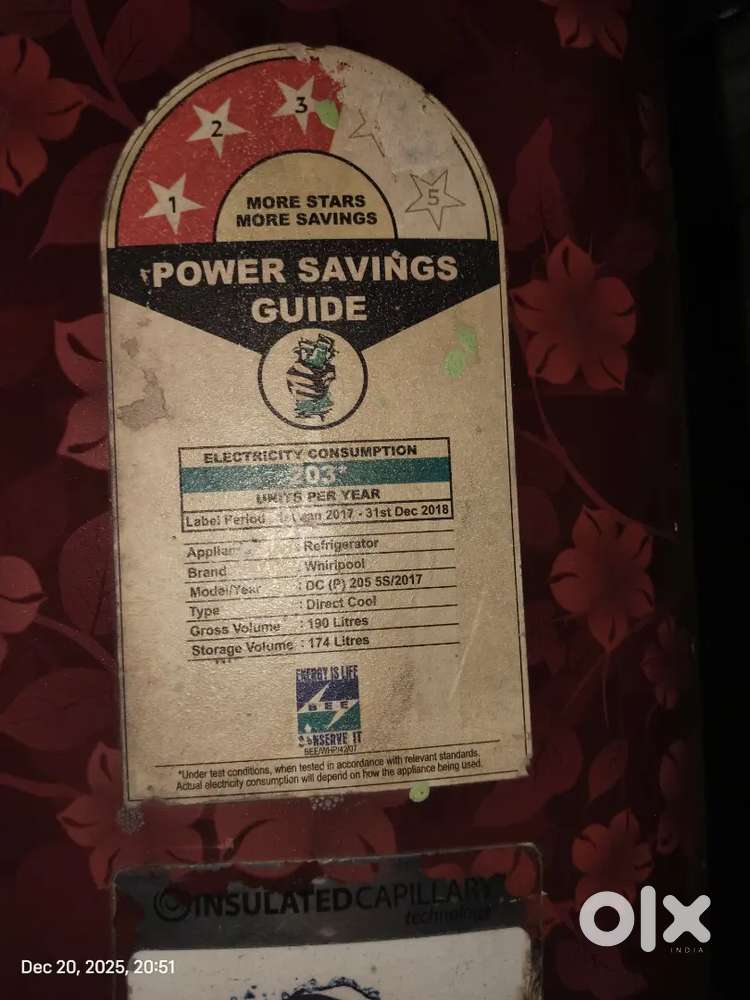 1
2
3
5
MORE STARS
MORE SAVINGS
POWER SAVINGS
GUIDE
ELECTRICITY CONSUMPTION
203*
UNITS PER YEAR
Label Period 2017 - 31st Dec 2018
Refrigerator
Brand : Whirlpool
Model/Year : DC (P) 205 5S/2017
Type : Direct Cool
Gross Volume : 190 Litres
Storage Volume : 174 Litres
ENERGY IS LIFE
BEE
CONSERVE IT
BEE/WHP/42/07
*Under test conditions, when tested in accordance with relevant standards.
Actual electricity consumption will depend on how the appliance being used.
INSULATEDCAPILLARY
technology
olx
INDIA
Dec 20, 2025, 20:51